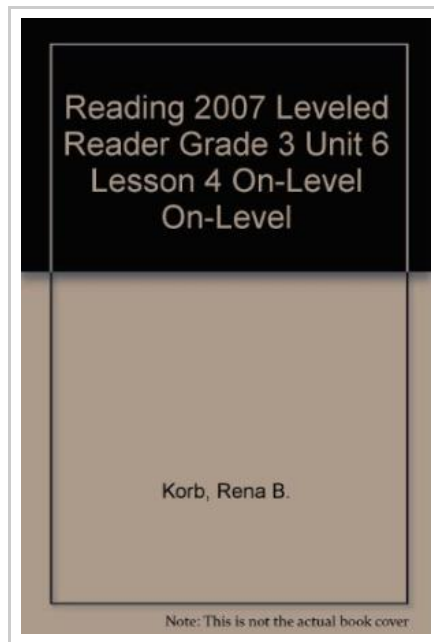 Reading 2007 Leveled
Reader Grade 3 Unit 6
Lesson 4 On-Level
On-Level
Korb, Rena B.
Note: This is not the actual book cover